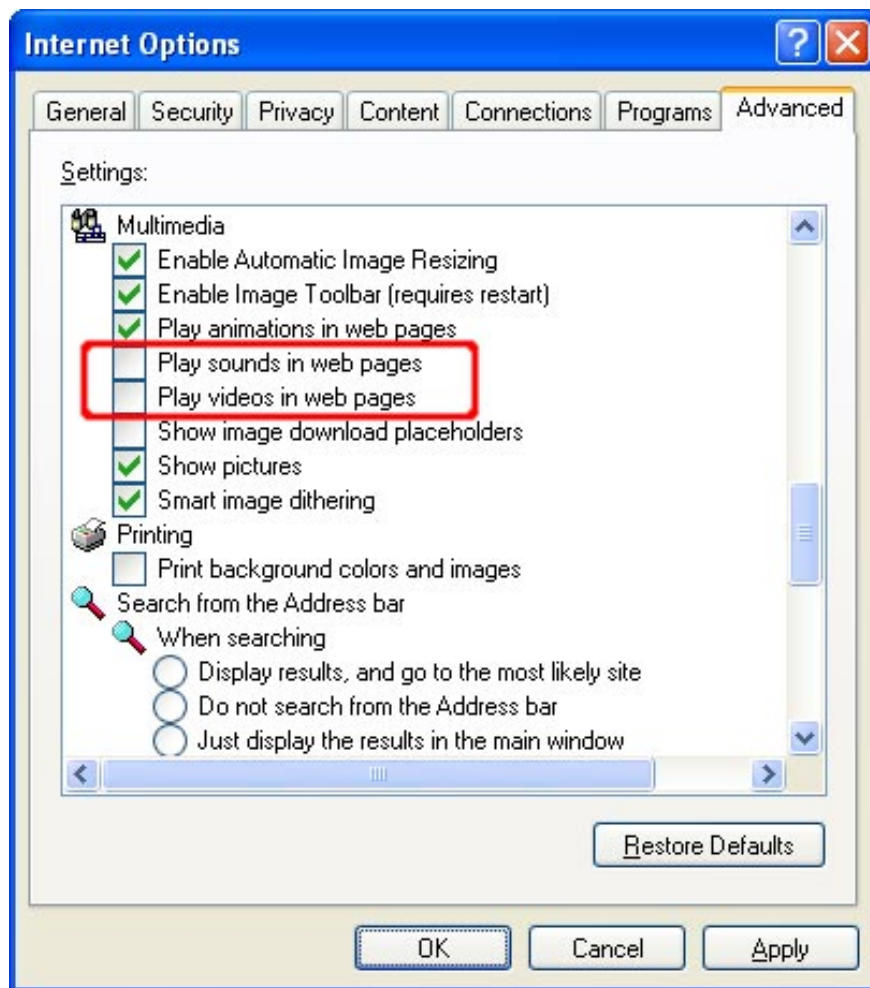 Internet Options
General Security Privacy Content Connections Programs Advanced
Settings:
Multimedia
Enable Automatic Image Resizing
Enable Image Toolbar (requires restart)
Play animations in web pages
Play sounds in web pages
Play videos in web pages
Show image download placeholders
Show pictures
Smart image dithering
Printing
Print background colors and images
Search from the Address bar
When searching
Display results, and go to the most likely site
Do not search from the Address bar
Just display the results in the main window
Restore Defaults
OK Cancel Apply